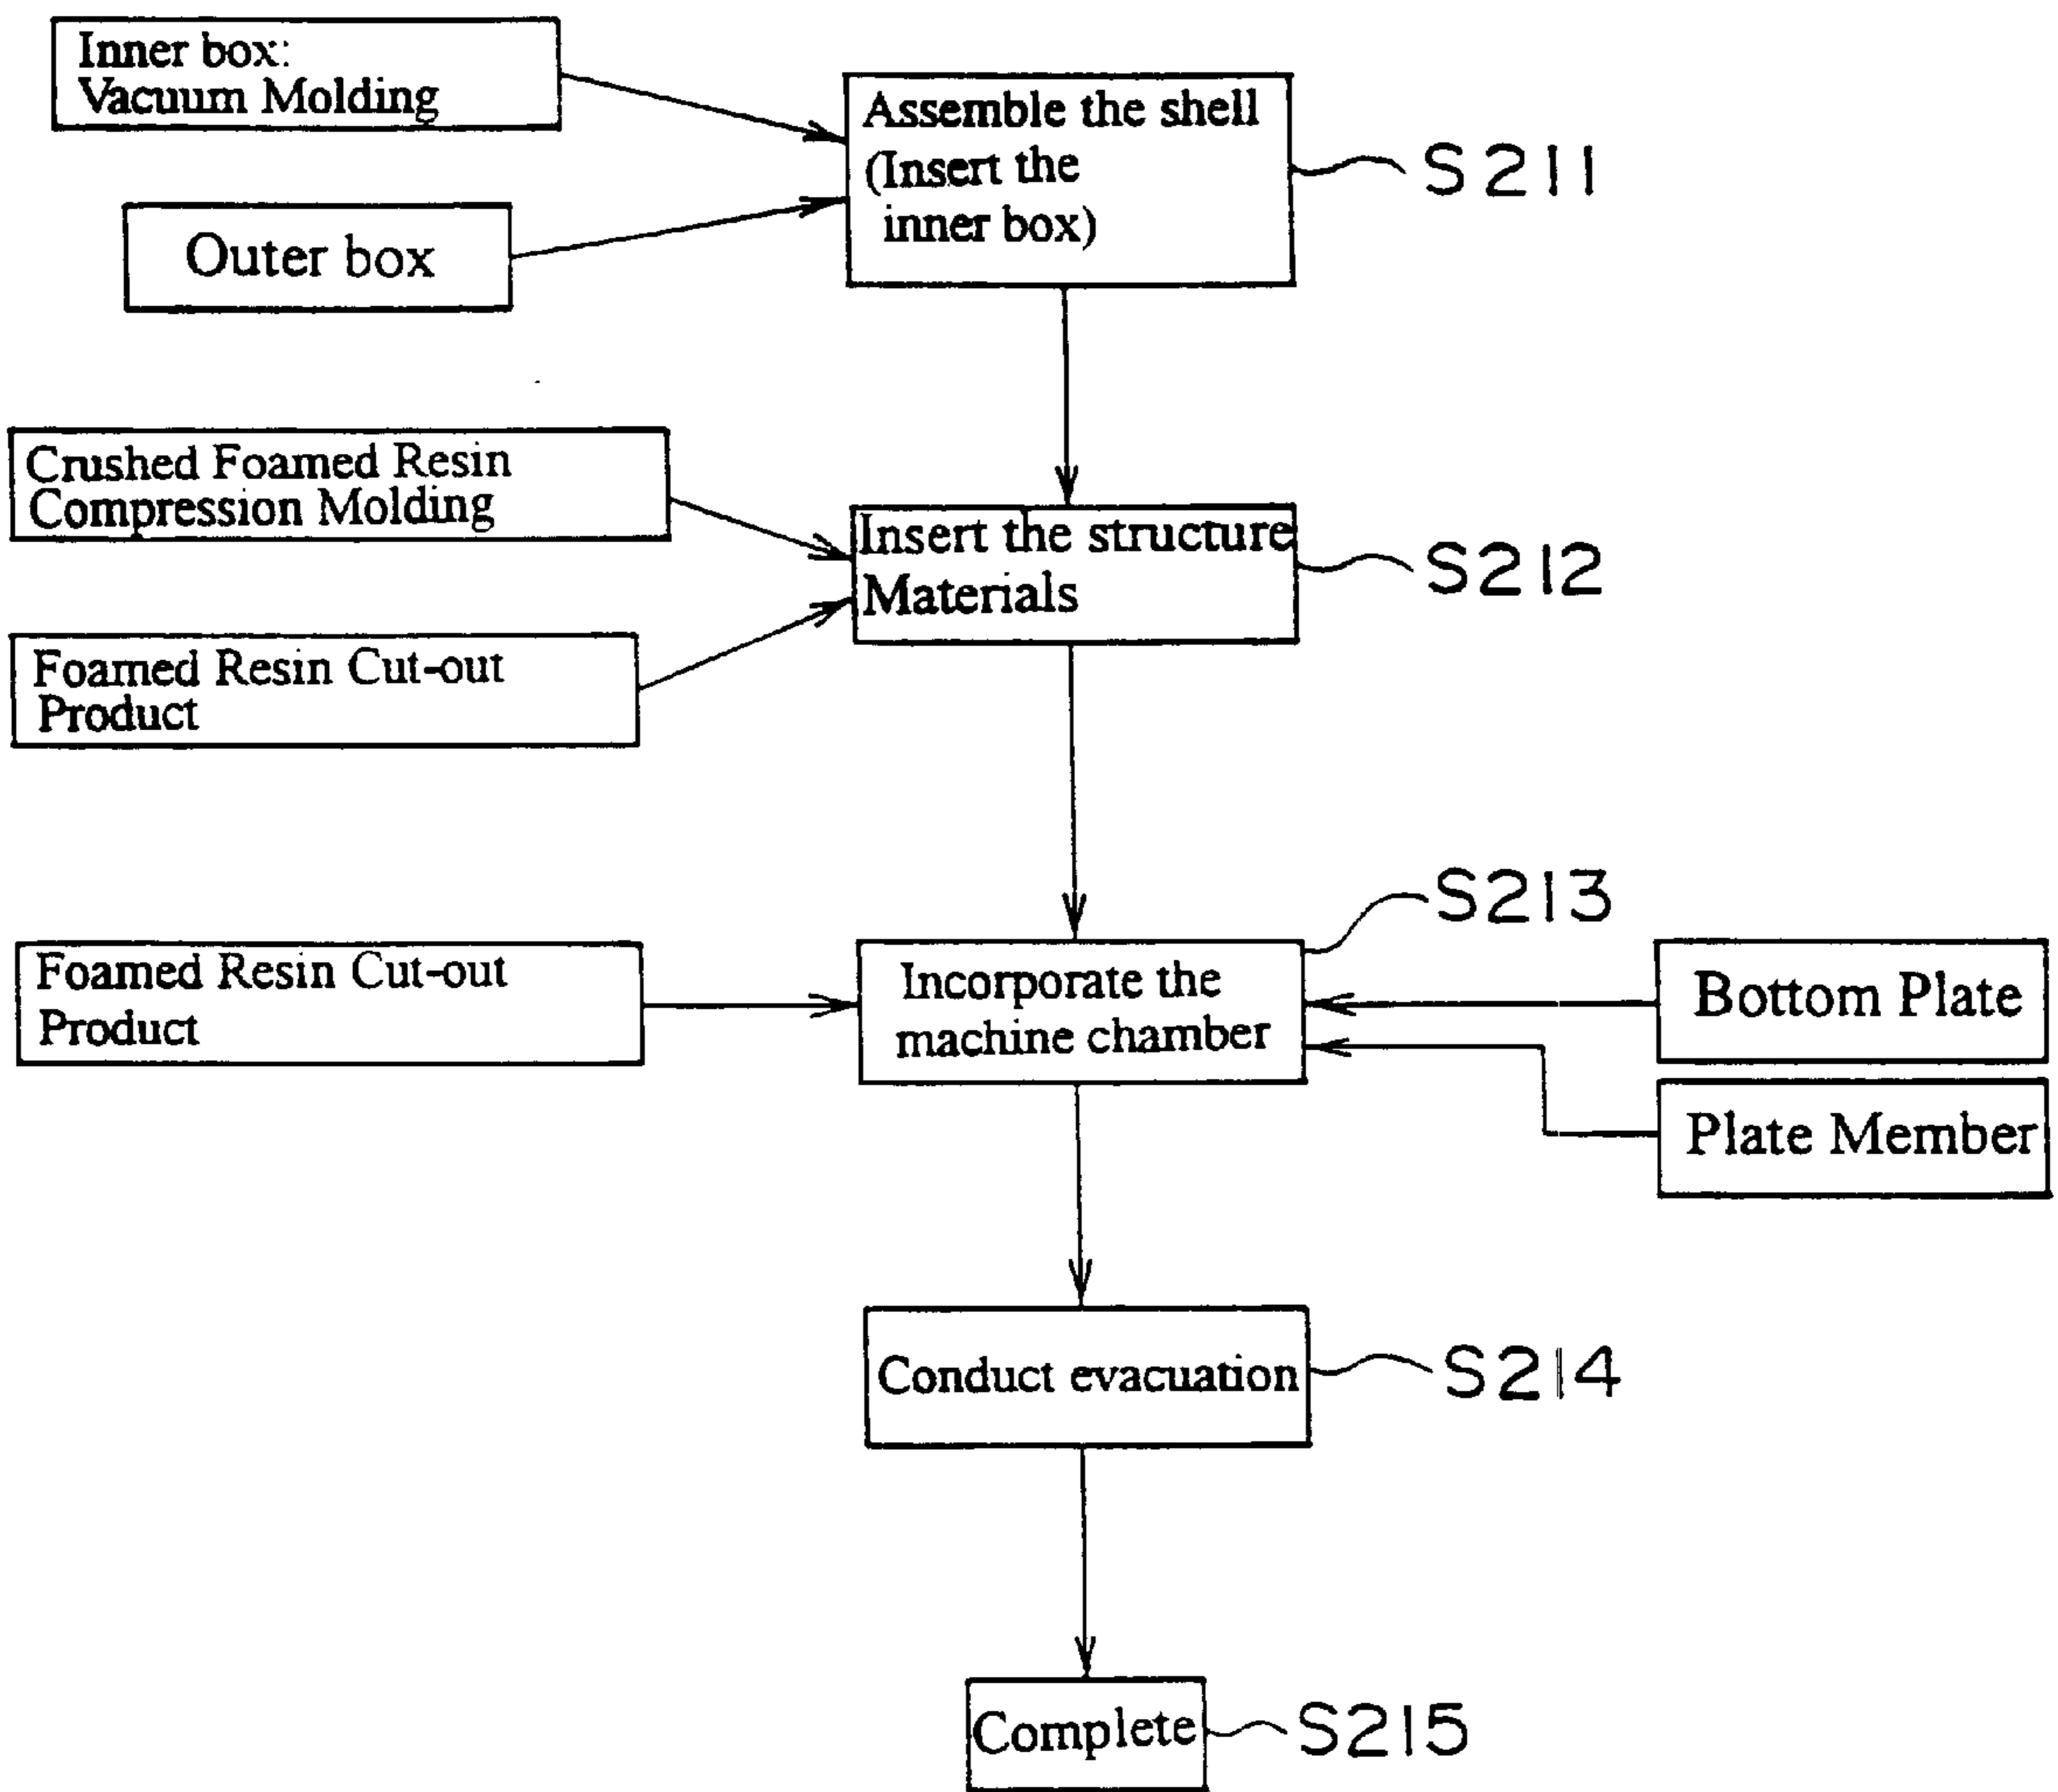 Inner box:
Vacuum Molding
Outer box
Assemble the shell
(Insert the
inner box)
S211
Crushed Foamed Resin
Compression Molding
Foamed Resin Cut-out
Product
Insert the structure
Materials
S212
Foamed Resin Cut-out
Product
Incorporate the
machine chamber
S213
Bottom Plate
Plate Member
Conduct evacuation
S214
Complete
S215